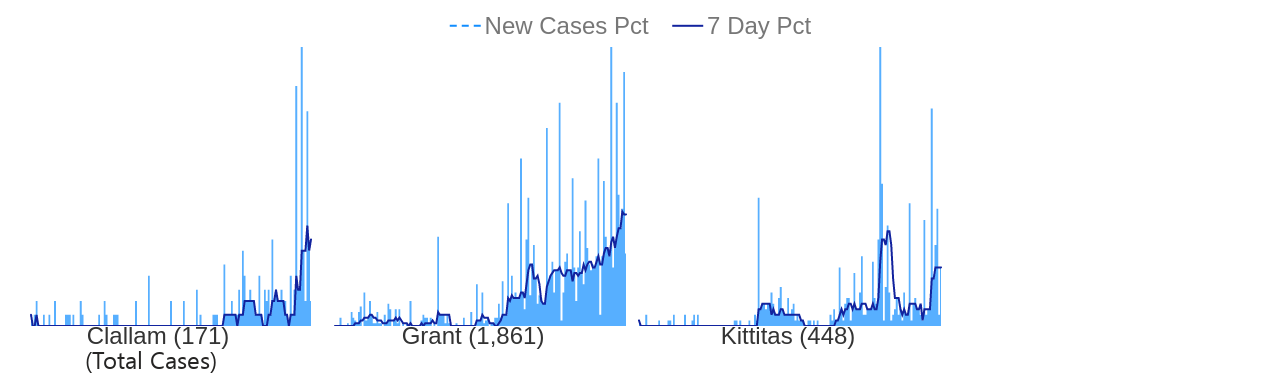 New Cases Pct 7 Day Pct
Clallam (171) Grant (1,861) Kittitas (448)
(Total Cases)